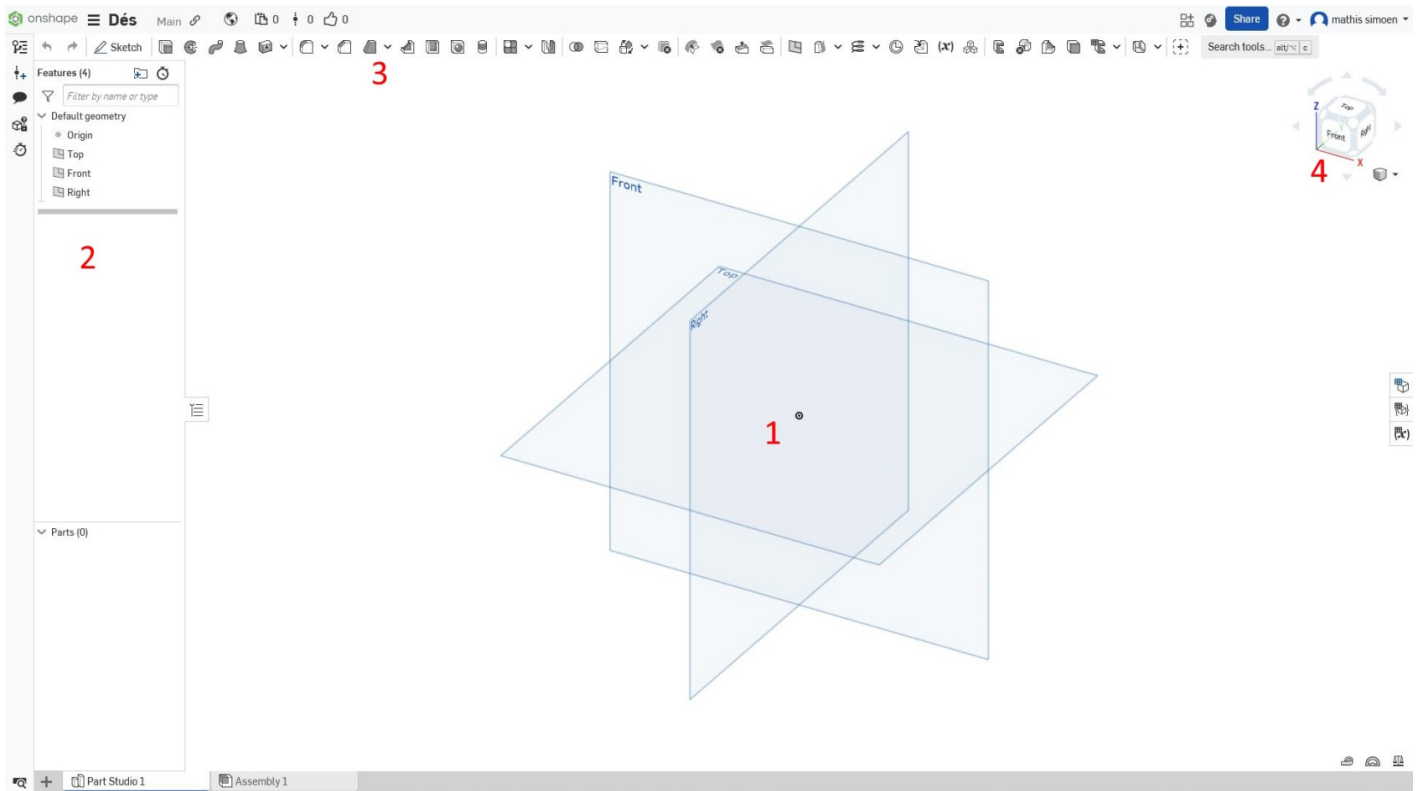 onshape Dés Main 0 0 0 Share mathis simoen
Sketch Search tools... alt/⌥ c
3
Features (4)
Filter by name or type
Default geometry
Origin
Top
Front
Right
2
Z
Top
Front Right
X
4
Front
Top
Right
1
(x)
Parts (0)
Part Studio 1 Assembly 1